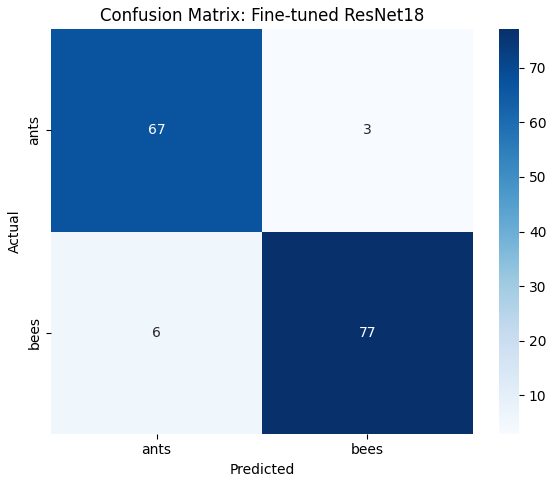 Confusion Matrix: Fine-tuned ResNet18
Actual
ants
67
3
bees
6
77
ants
bees
Predicted
70
60
50
40
30
20
10